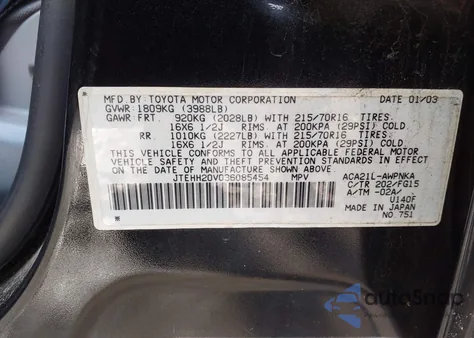 MFD BY TOYOTA MOTOR CORPORATION DATE 01/03
GVWR: 1809KG (3988LB)
GAWR: FRT. 920KG (2028LB) WITH 215/70R16 TIRES.
16X6 1/2J RIMS. AT 200KPA (29PSI) COLD.
RR. 1010KG (2227LB) WITH 215/70R16 TIRES.
16X6 1/2J RIMS. AT 200KPA (29PSI) COLD.
THIS VEHICLE CONFORMS TO ALL APPLICABLE FEDERAL MOTOR
VEHICLE SAFETY AND THEFT PREVENTION STANDARDS IN EFFECT ON
THE DATE OF MANUFACTURE SHOWN ABOVE.
JTEHH20V036085454 MPV ACA21L-AWPNKA
C/TR 202/FG15
A/TM -02A/
U140F
MADE IN JAPAN
NO. 751
autoSnap